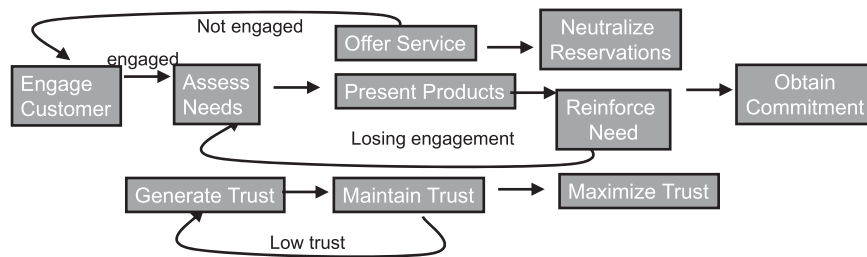 Not engaged
Offer Service
Neutralize
Reservations
engaged
Engage
Customer
Assess
Needs
Present Products
Reinforce
Need
Obtain
Commitment
Losing engagement
Generate Trust
Maintain Trust
Maximize Trust
Low trust